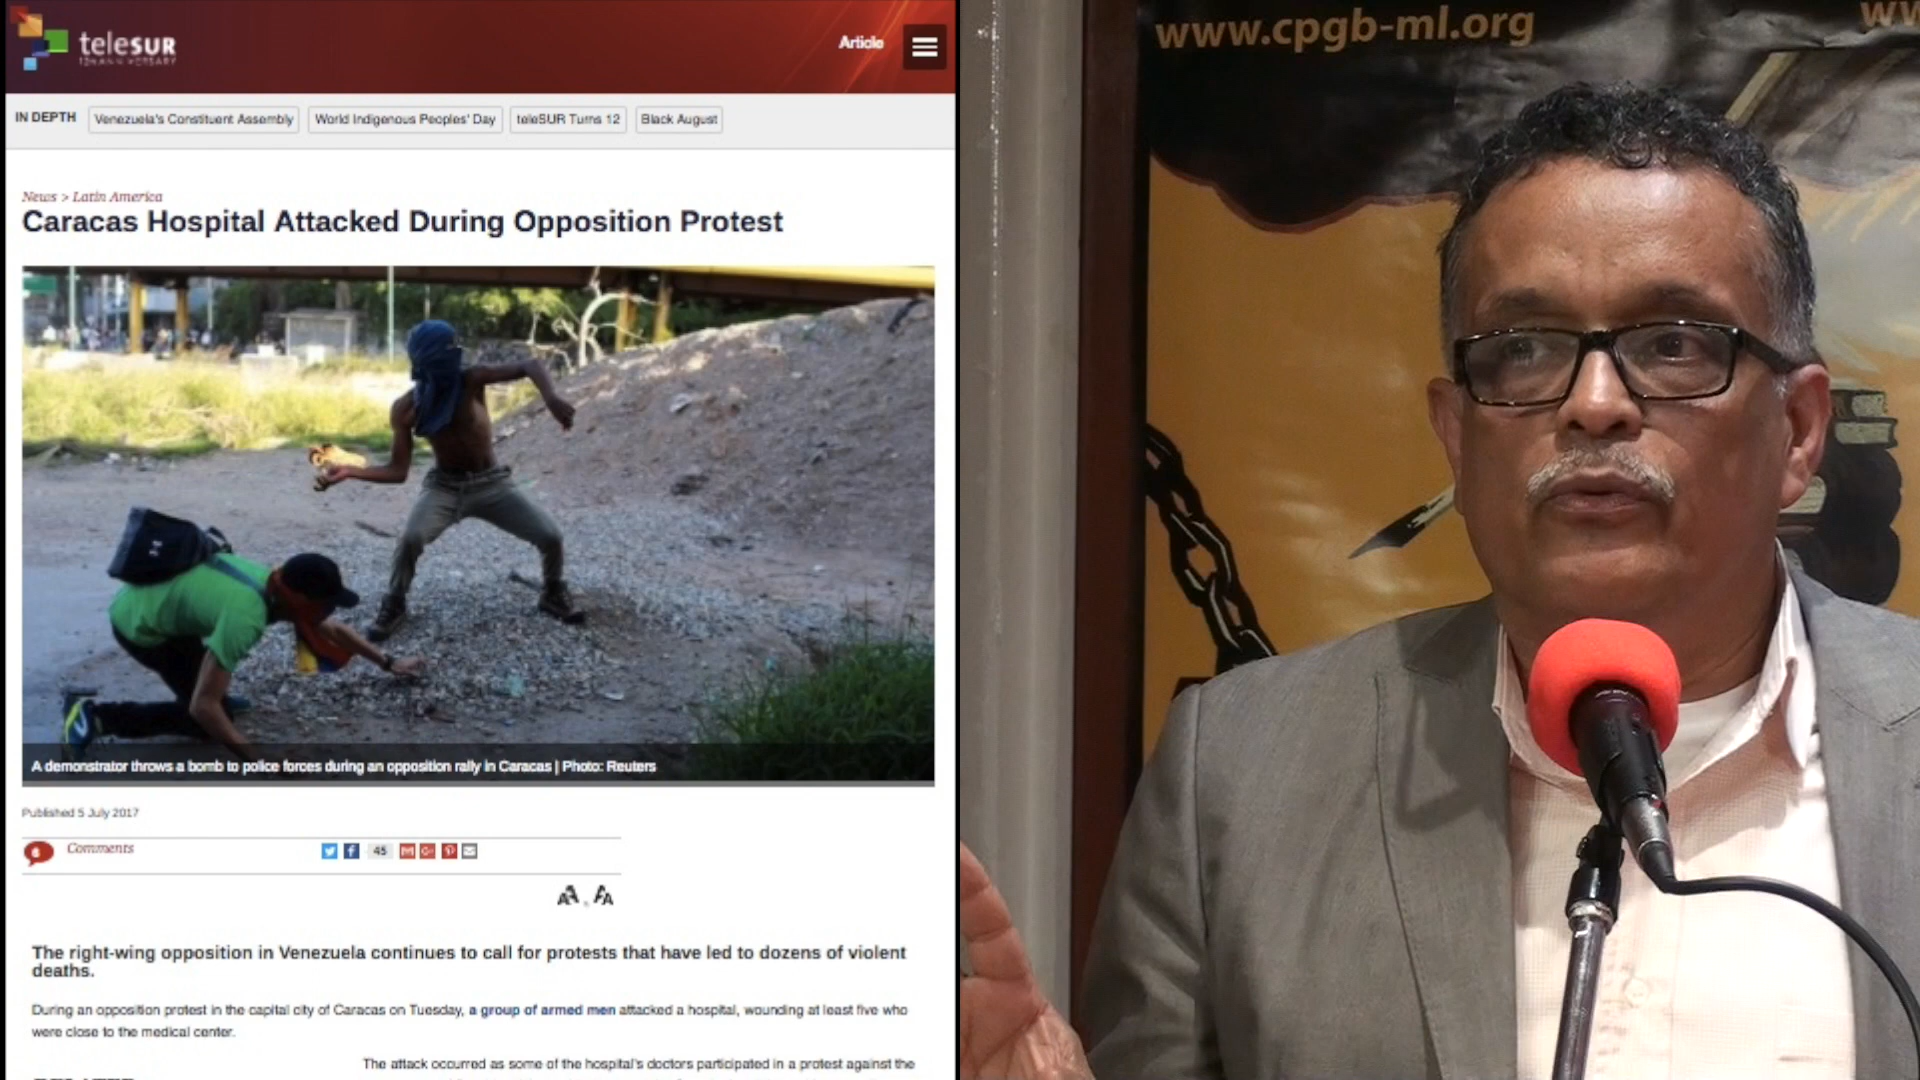 teleSUR
12th ANNIVERSARY
Article
IN DEPTH
Venezuela's Constituent Assembly
World Indigenous Peoples' Day
teleSUR Turns 12
Black August
News > Latin America
Caracas Hospital Attacked During Opposition Protest
A demonstrator throws a bomb to police forces during an opposition rally in Caracas | Photo: Reuters
Published 5 July 2017
Comments
45
The right-wing opposition in Venezuela continues to call for protests that have led to dozens of violent
deaths.
During an opposition protest in the capital city of Caracas on Tuesday, a group of armed men attacked a hospital, wounding at least five who
were close to the medical center.
The attack occurred as some of the hospital's doctors participated in a protest against the
www.cpgb-ml.org